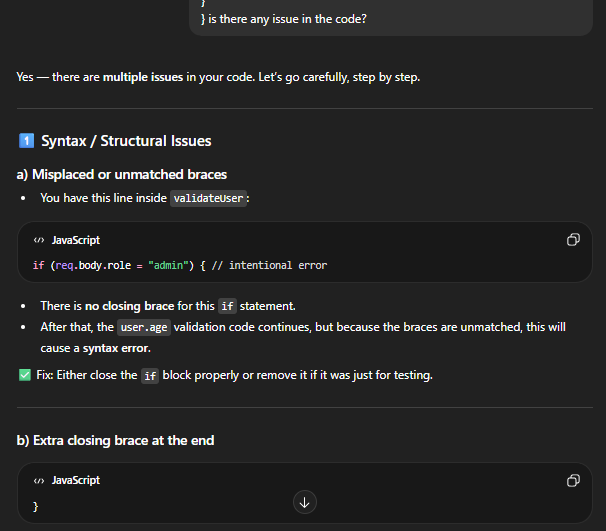 }
} is there any issue in the code?
Yes — there are multiple issues in your code. Let's go carefully, step by step.
1 Syntax / Structural Issues
a) Misplaced or unmatched braces
• You have this line inside validateUser:
</> JavaScript
if (req.body.role = "admin") { // intentional error
• There is no closing brace for this if statement.
• After that, the user.age validation code continues, but because the braces are unmatched, this will
cause a syntax error.
✅ Fix: Either close the if block properly or remove it if it was just for testing.
b) Extra closing brace at the end
</> JavaScript
}